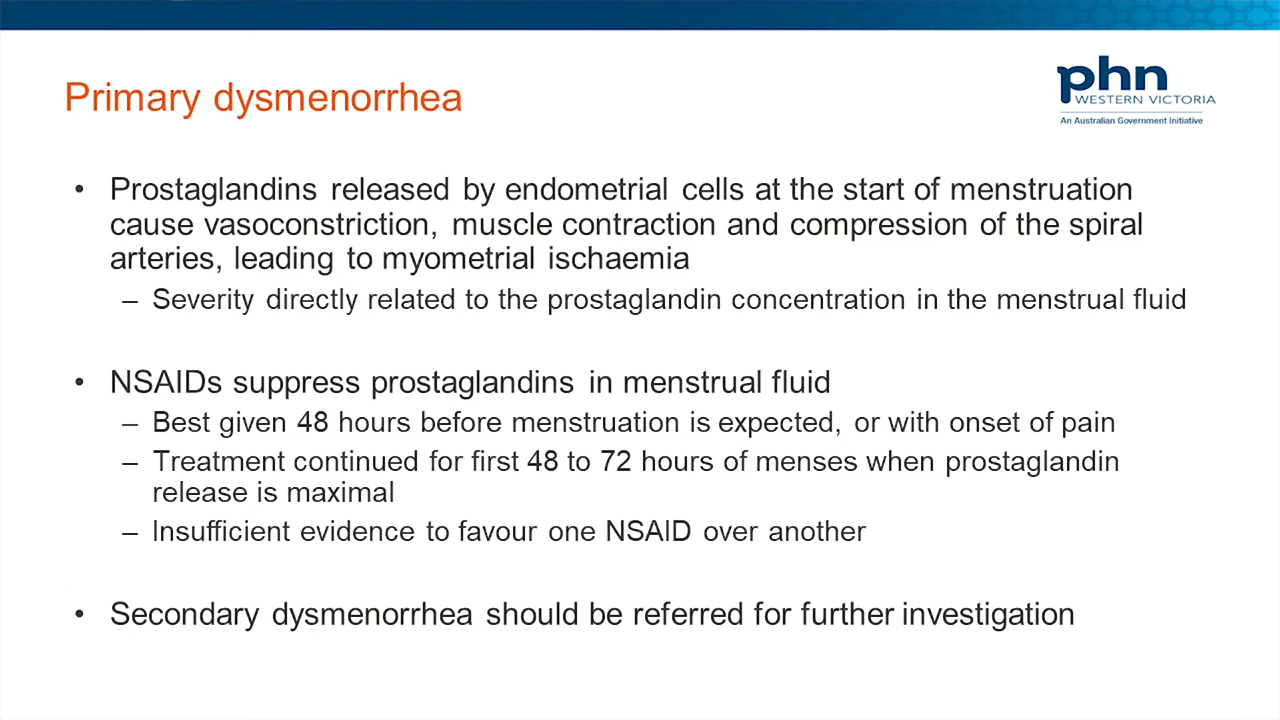 Primary dysmenorrhea
phn
WESTERN VICTORIA
An Australian Government Initiative
• Prostaglandins released by endometrial cells at the start of menstruation
cause vasoconstriction, muscle contraction and compression of the spiral
arteries, leading to myometrial ischaemia
– Severity directly related to the prostaglandin concentration in the menstrual fluid
• NSAIDs suppress prostaglandins in menstrual fluid
– Best given 48 hours before menstruation is expected, or with onset of pain
– Treatment continued for first 48 to 72 hours of menses when prostaglandin
release is maximal
– Insufficient evidence to favour one NSAID over another
• Secondary dysmenorrhea should be referred for further investigation